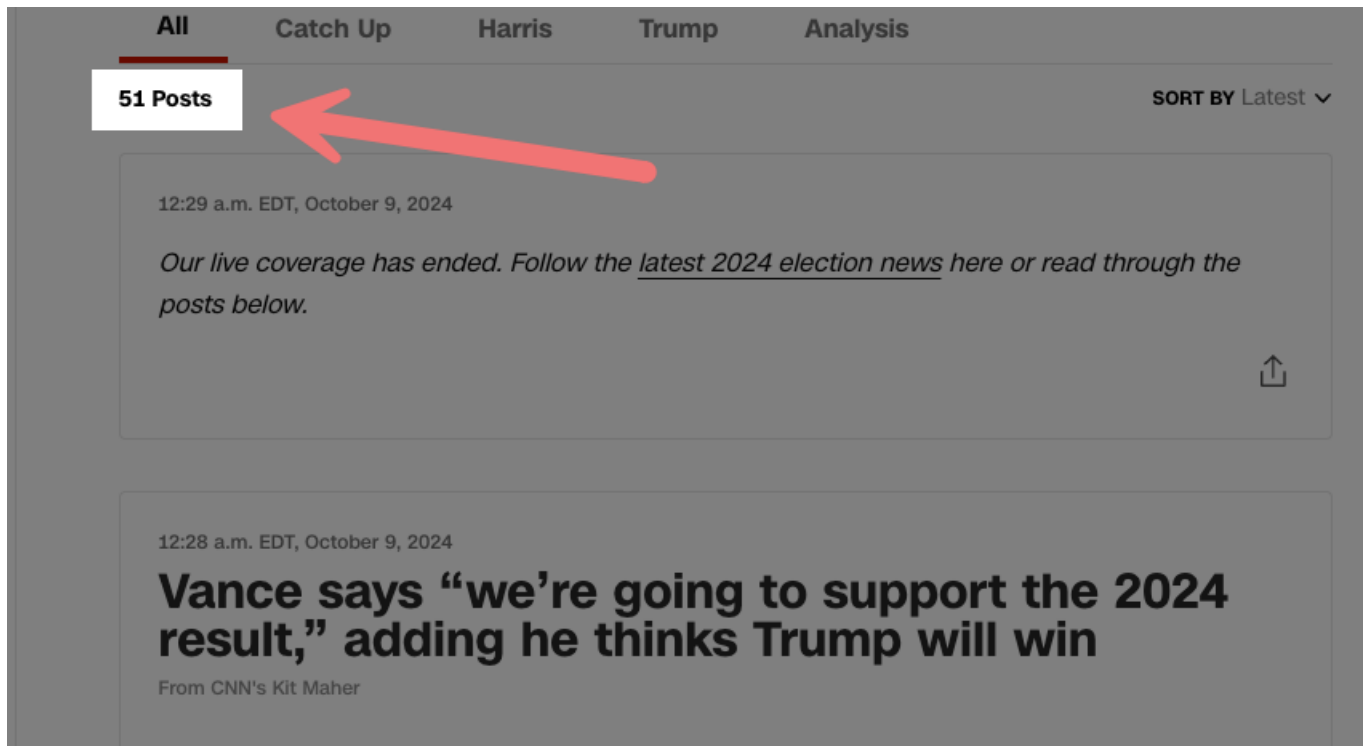 All Catch Up Harris Trump Analysis
51 Posts SORT BY Latest
12:29 a.m. EDT, October 9, 2024
Our live coverage has ended. Follow the latest 2024 election news here or read through the
posts below.
12:28 a.m. EDT, October 9, 2024
Vance says “we’re going to support the 2024
result,” adding he thinks Trump will win
From CNN's Kit Maher